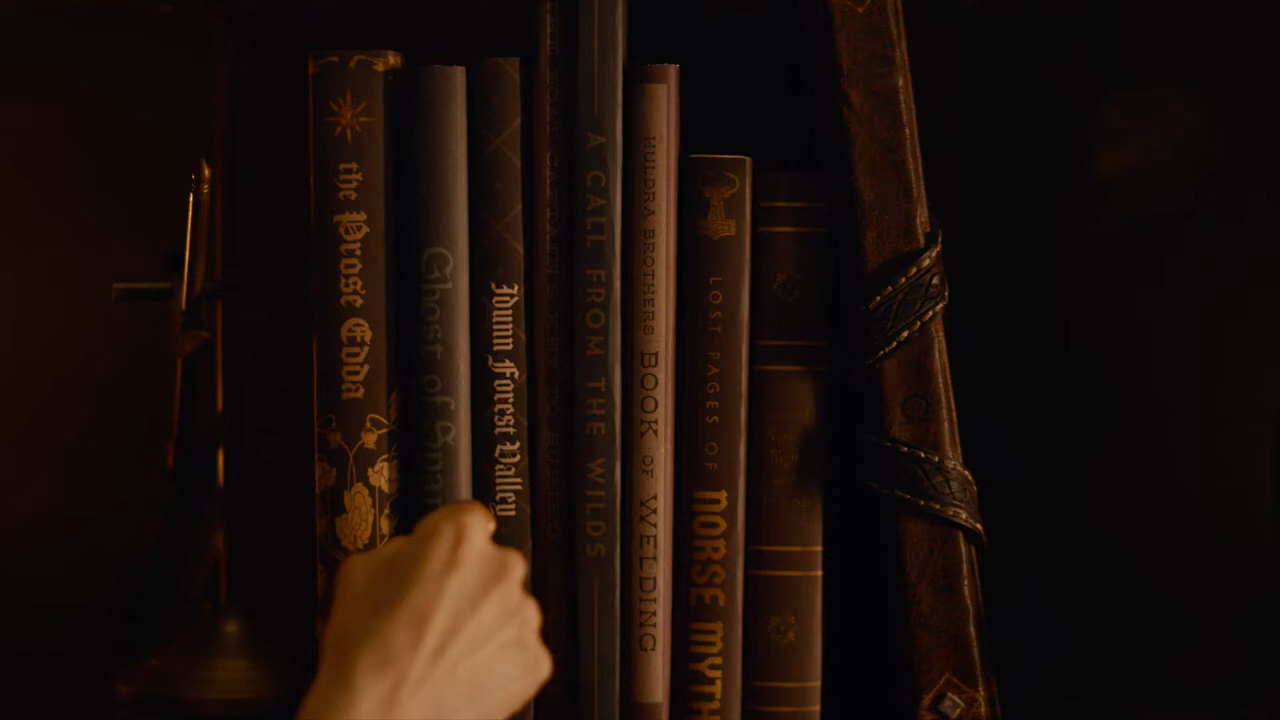 the Prose Edda
Ghost of
Idunn Forest Valley
A CALL FROM THE WILDS
HULDRA BROTHERS BOOK OF WELDING
LOST PAGES OF NORSE MYTH